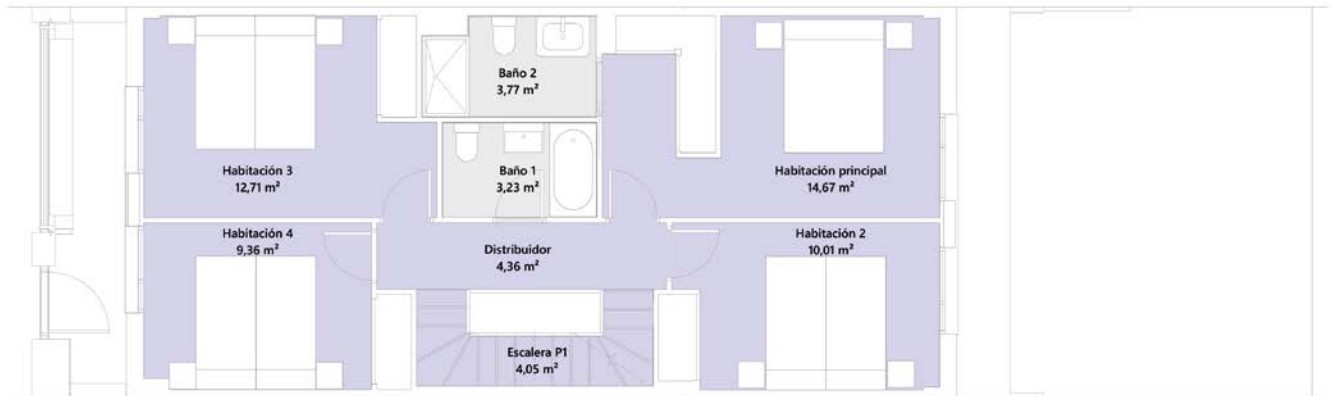 Baño 2
3,77 m²
Habitación 3
12,71 m²
Baño 1
3,23 m²
Habitación principal
14,67 m²
Habitación 4
9,36 m²
Distribuidor
4,36 m²
Habitación 2
10,01 m²
Escalera P1
4,05 m²